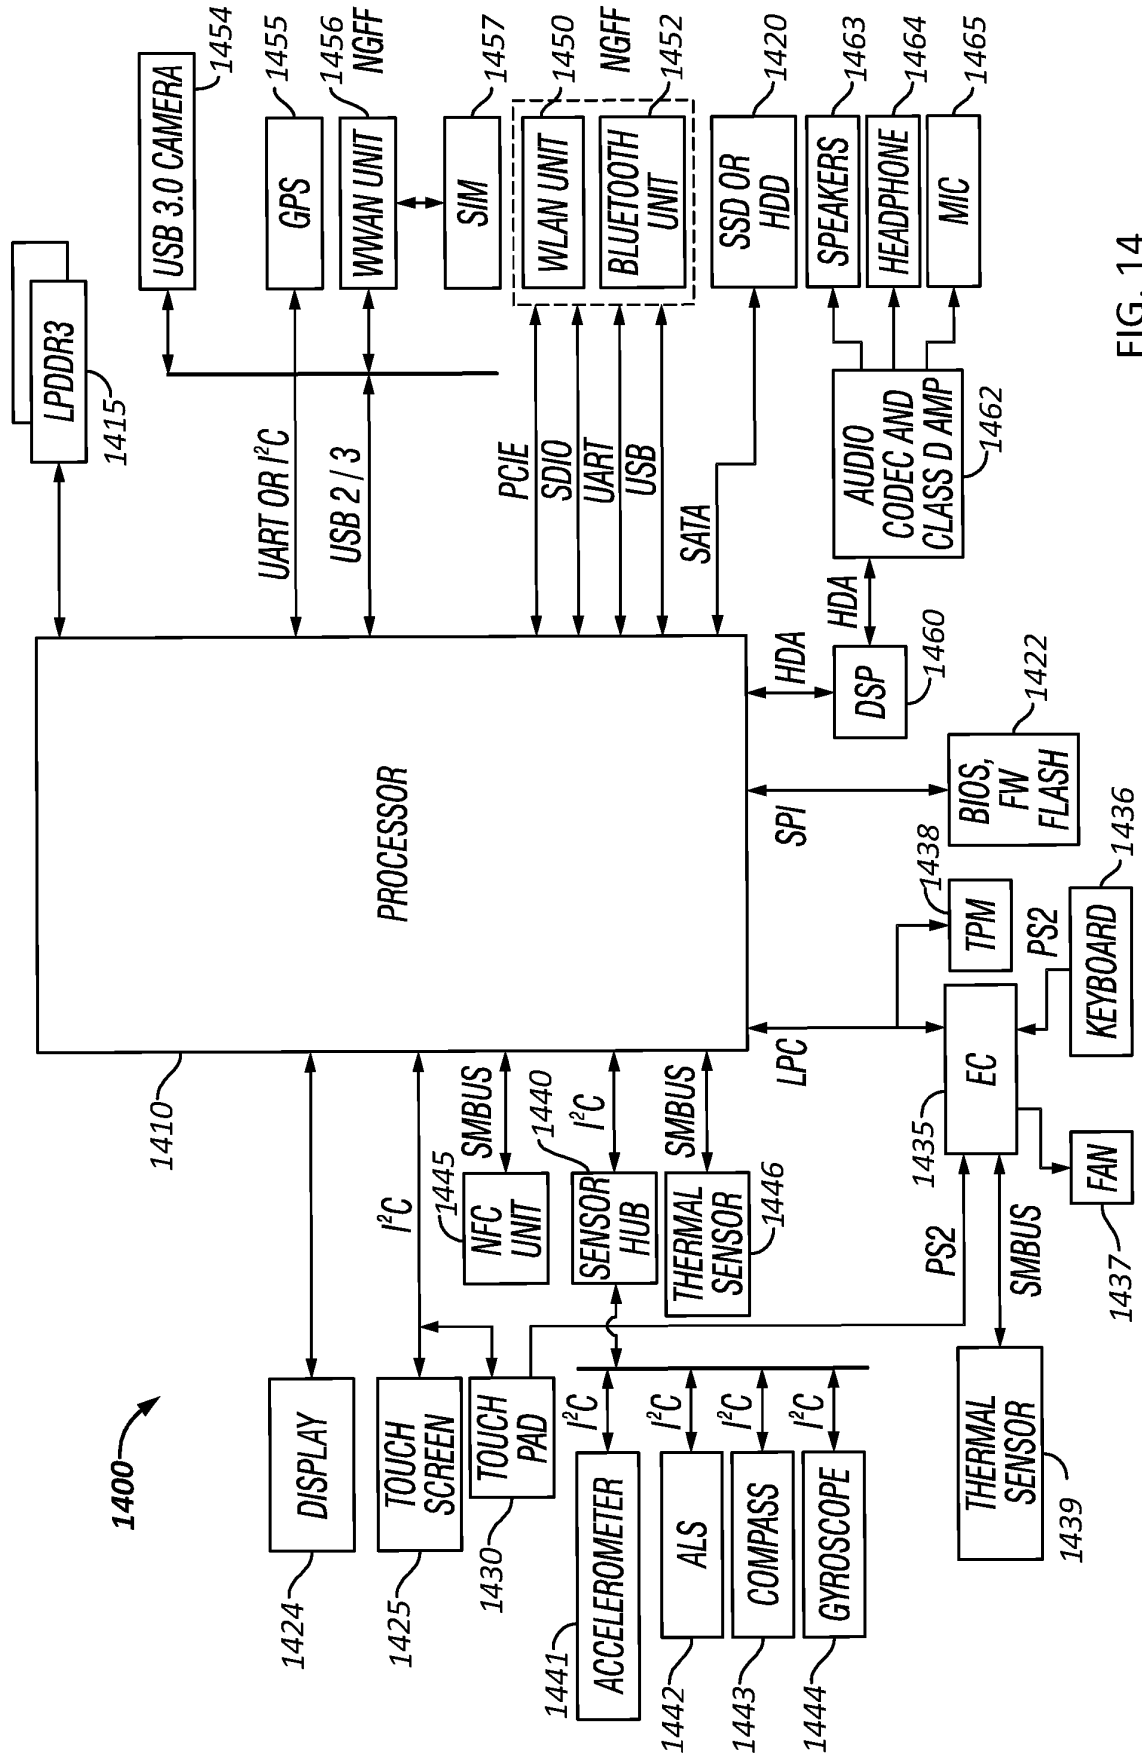 1400
DISPLAY
1424
TOUCH
SCREEN
1425
TOUCH
PAD
1430
ACCELEROMETER
1441
ALS
1442
COMPASS
1443
GYROSCOPE
1444
I²C
I²C
I²C
I²C
I²C
NFC
UNIT
1445
SMBUS
SENSOR
HUB
1440
I²C
THERMAL
SENSOR
1446
SMBUS
THERMAL
SENSOR
1439
SMBUS
PS2
FAN
1437
EC
1435
LPC
TPM
1438
KEYBOARD
1436
PS2
PROCESSOR
1410
SPI
BIOS,
FW
FLASH
1422
HDA
DSP
1460
HDA
AUDIO
CODEC AND
CLASS D AMP
1462
LPDDR3
1415
UART OR I²C
USB 2 / 3
PCIE
SDIO
UART
USB
SATA
USB 3.0 CAMERA
1454
GPS
1455
WWAN UNIT
1456
NGFF
SIM
1457
WLAN UNIT
1450
BLUETOOTH
UNIT
NGFF
1452
SSD OR
HDD
1420
SPEAKERS
1463
HEADPHONE
1464
MIC
1465
FIG. 14